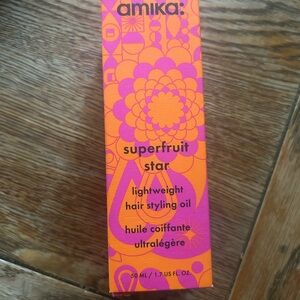 amika:
superfruit
star
lightweight
hair styling oil
huile coiffante
ultralégère
50 ML / 1.7 US FL. OZ.